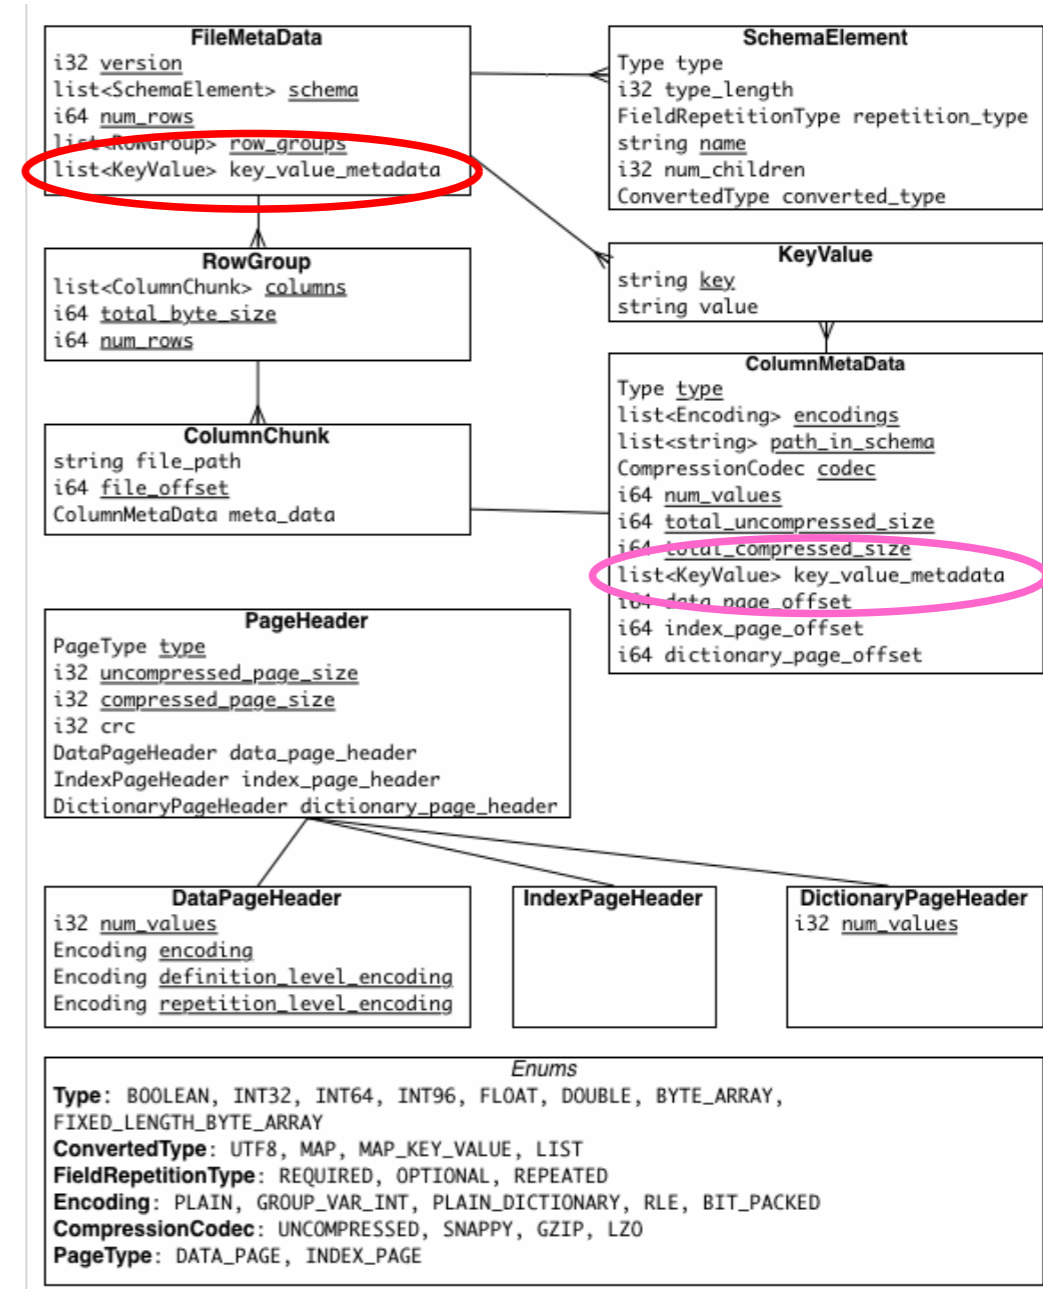 FileMetaData
i32 version
list<SchemaElement> schema
i64 num_rows
list<RowGroup> row_groups
list<KeyValue> key_value_metadata
SchemaElement
Type type
i32 type_length
FieldRepetitionType repetition_type
string name
i32 num_children
ConvertedType converted_type
RowGroup
list<ColumnChunk> columns
i64 total_byte_size
i64 num_rows
KeyValue
string key
string value
ColumnMetaData
Type type
list<Encoding> encodings
list<string> path_in_schema
CompressionCodec codec
i64 num_values
i64 total_uncompressed_size
i64 total_compressed_size
list<KeyValue> key_value_metadata
i64 data_page_offset
i64 index_page_offset
i64 dictionary_page_offset
ColumnChunk
string file_path
i64 file_offset
ColumnMetaData meta_data
PageHeader
PageType type
i32 uncompressed_page_size
i32 compressed_page_size
i32 crc
DataPageHeader data_page_header
IndexPageHeader index_page_header
DictionaryPageHeader dictionary_page_header
DataPageHeader
i32 num_values
Encoding encoding
Encoding definition_level_encoding
Encoding repetition_level_encoding
IndexPageHeader
DictionaryPageHeader
i32 num_values
Enums
Type: BOOLEAN, INT32, INT64, INT96, FLOAT, DOUBLE, BYTE_ARRAY,
FIXED_LENGTH_BYTE_ARRAY
ConvertedType: UTF8, MAP, MAP_KEY_VALUE, LIST
FieldRepetitionType: REQUIRED, OPTIONAL, REPEATED
Encoding: PLAIN, GROUP_VAR_INT, PLAIN_DICTIONARY, RLE, BIT_PACKED
CompressionCodec: UNCOMPRESSED, SNAPPY, GZIP, LZO
PageType: DATA_PAGE, INDEX_PAGE